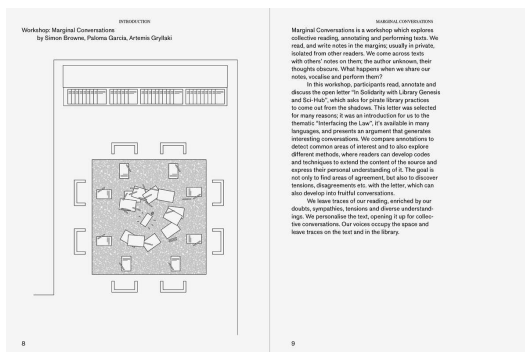 INTRODUCTION
Workshop: Marginal Conversations
by Simon Browne, Paloma García, Artemis Gryllaki
8
MARGINAL CONVERSATIONS
Marginal Conversations is a workshop which explores
collective reading, annotating and performing texts. We
read, and write notes in the margins; usually in private,
isolated from other readers. We come across texts
with others' notes on them; the author unknown, their
thoughts obscure. What happens when we share our
notes, vocalise and perform them?
In this workshop, participants read, annotate and
discuss the open letter "In Solidarity with Library Genesis
and Sci-Hub", which asks for pirate library practices
to come out from the shadows. This letter was selected
for many reasons; it was an introduction for us to the
thematic "Interfacing the Law", it's available in many
languages, and presents an argument that generates
interesting conversations. We compare annotations to
detect common areas of interest and to also explore
different methods, where readers can develop codes
and techniques to extend the content of the source and
express their personal understanding of it. The goal is
not only to find areas of agreement, but also to discover
tensions, disagreements etc. with the letter, which can
also develop into fruitful conversations.
We leave traces of our reading, enriched by our
doubts, sympathies, tensions and diverse understand-
ings. We personalise the text, opening it up for collec-
tive conversations. Our voices occupy the space and
leave traces on the text and in the library.
9